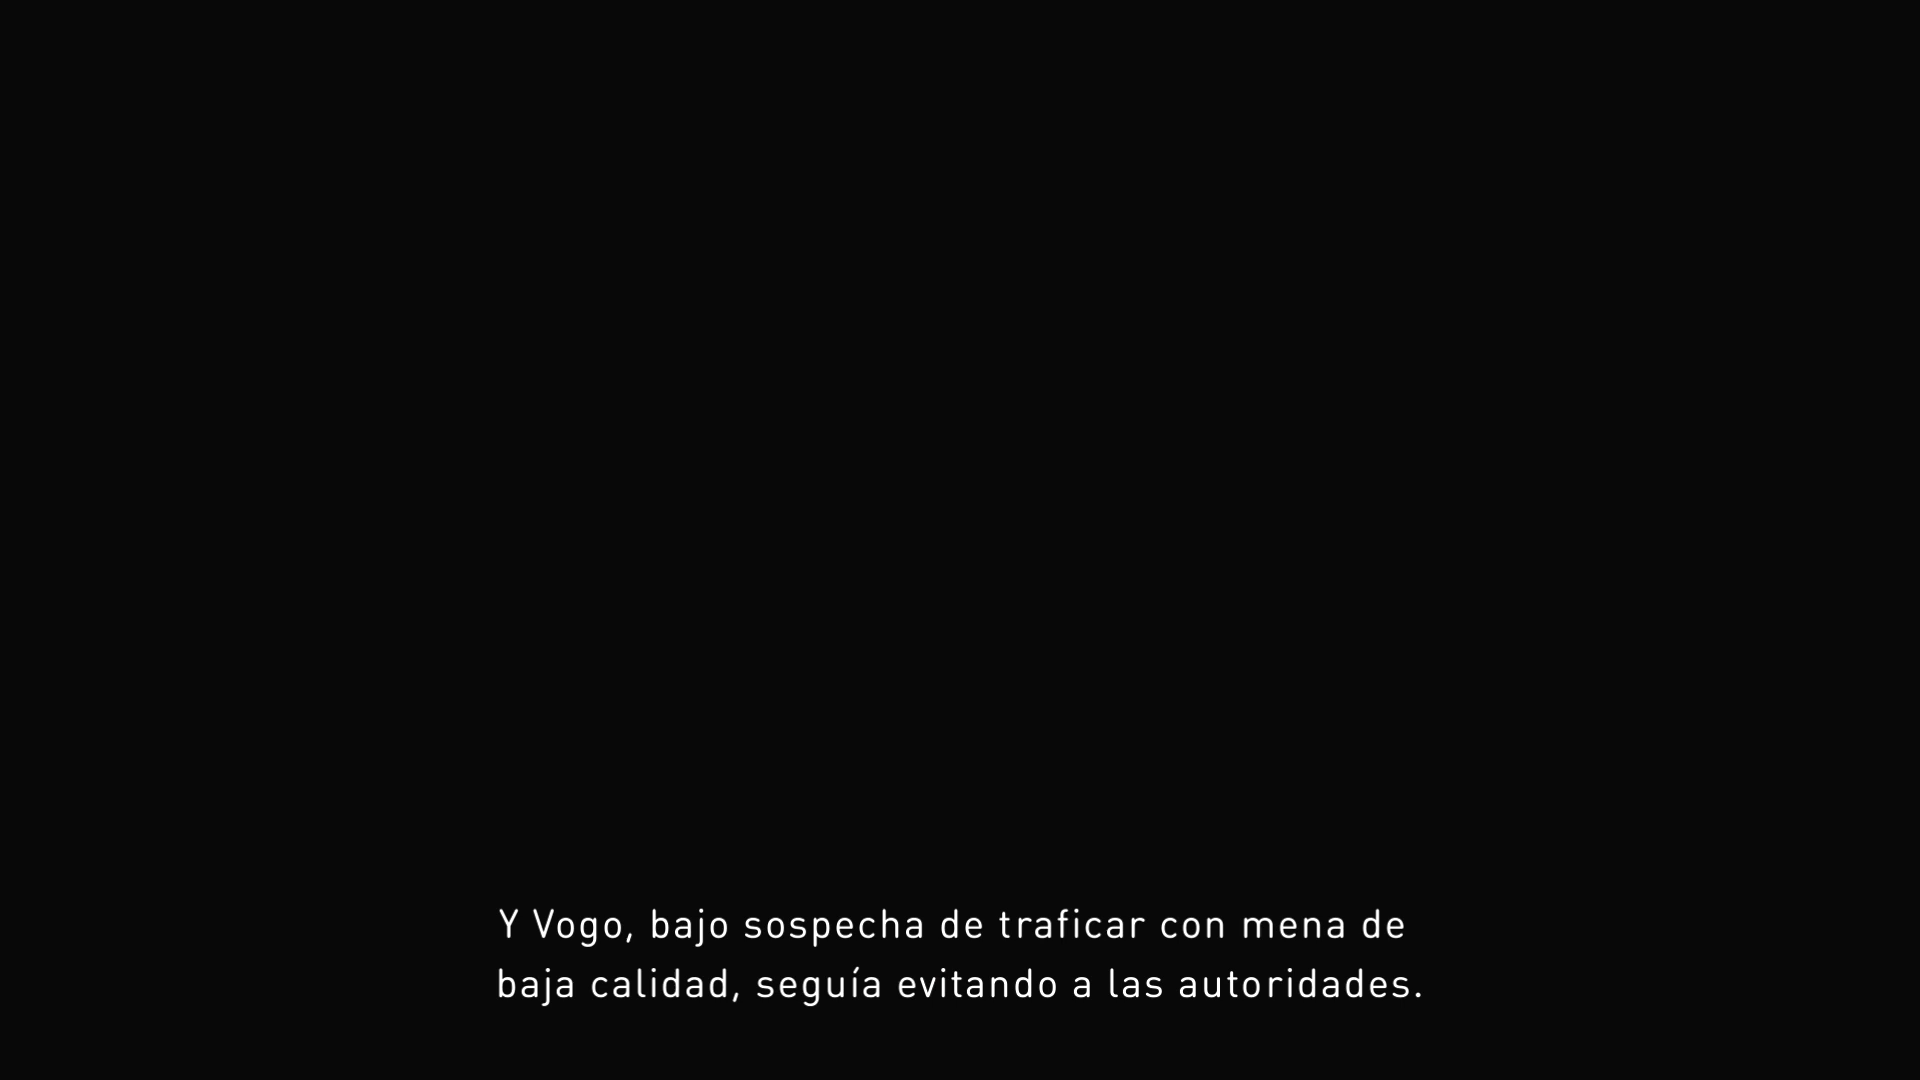 Y Vogo, bajo sospecha de traficar con mena de
baja calidad, seguía evitando a las autoridades.